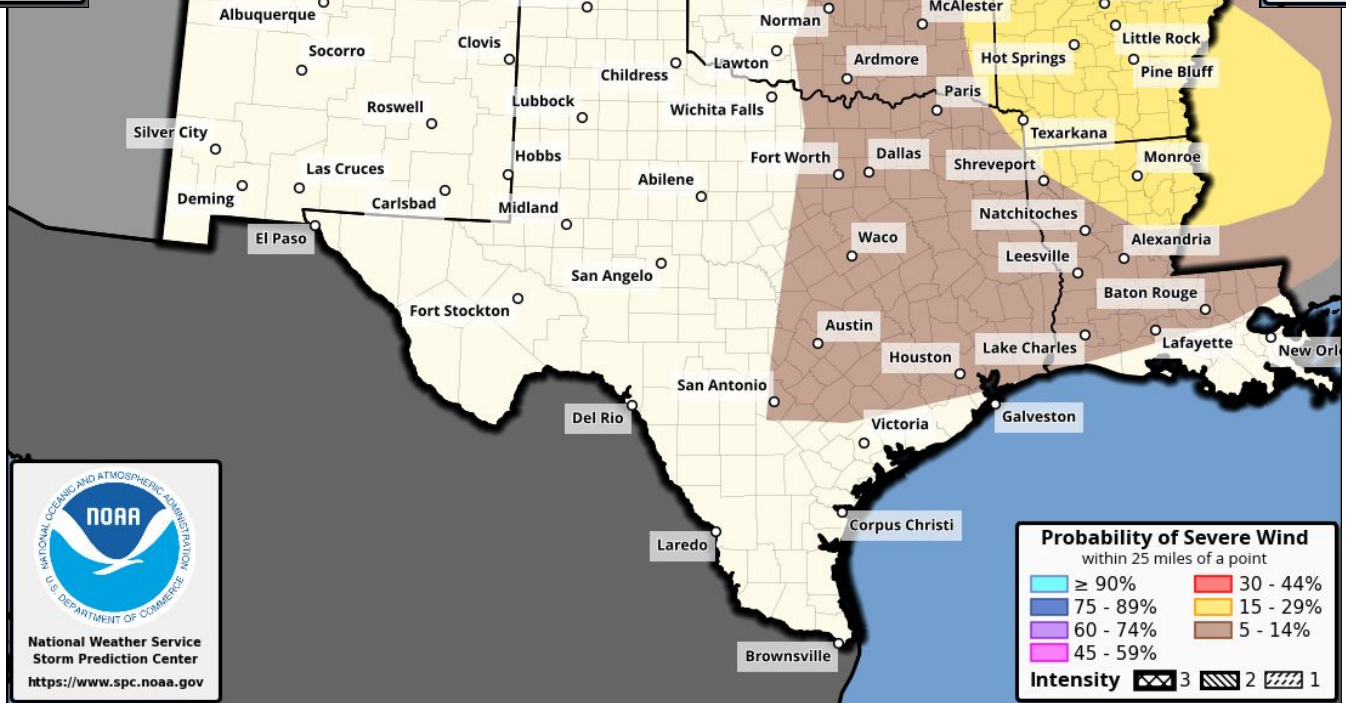 McAlester
Norman
Albuquerque
Little Rock
Clovis
Socorro
Hot Springs
Ardmore
Lawton
Pine Bluff
Childress
Paris
Lubbock
Roswell
Wichita Falls
Silver City
Texarkana
Hobbs
Fort Worth
Dallas
Monroe
Shreveport
Las Cruces
Abilene
Deming
Carlsbad
Midland
Natchitoches
El Paso
Waco
Alexandria
Leesville
San Angelo
Baton Rouge
Fort Stockton
Austin
Lafayette
Lake Charles
Houston
New
San Antonio
Del Rio
Galveston
Victoria
Corpus Christi
Laredo
Brownsville
NATIONAL OCEANIC AND ATMOSPHERIC ADMINISTRATION
NOAA
U.S. DEPARTMENT OF COMMERCE
National Weather Service
Storm Prediction Center
https://www.spc.noaa.gov
Probability of Severe Wind
within 25 miles of a point
≥ 90%
75 - 89%
60 - 74%
45 - 59%
30 - 44%
15 - 29%
5 - 14%
Intensity 3 2 1